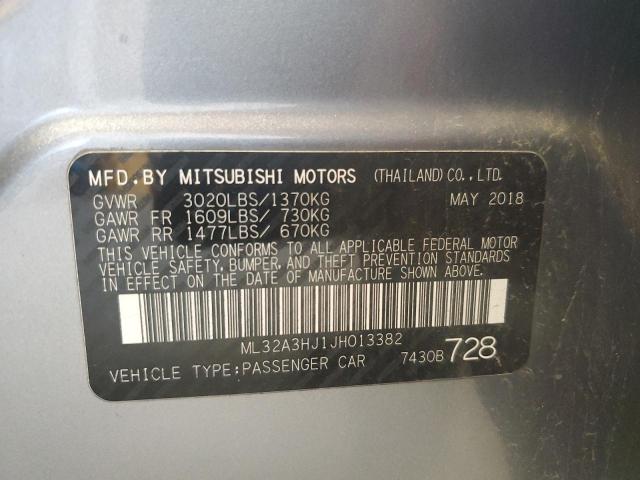 MFD.BY MITSUBISHI MOTORS (THAILAND)CO.,LTD.
GVWR 3020LBS/1370KG MAY 2018
GAWR FR 1609LBS/ 730KG
GAWR RR 1477LBS/ 670KG
THIS VEHICLE CONFORMS TO ALL APPLICABLE FEDERAL MOTOR
VEHICLE SAFETY, BUMPER, AND THEFT PREVENTION STANDARDS
IN EFFECT ON THE DATE OF MANUFACTURE SHOWN ABOVE.
ML32A3HJ1JH013382
VEHICLE TYPE:PASSENGER CAR 7430B 728